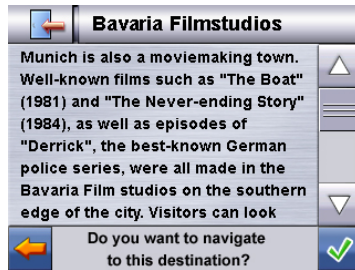 Bavaria Filmstudios
Munich is also a moviemaking town.
Well-known films such as "The Boat"
(1981) and "The Never-ending Story"
(1984), as well as episodes of
"Derrick", the best-known German
police series, were all made in the
Bavaria Film studios on the southern
edge of the city. Visitors can look
Do you want to navigate
to this destination?